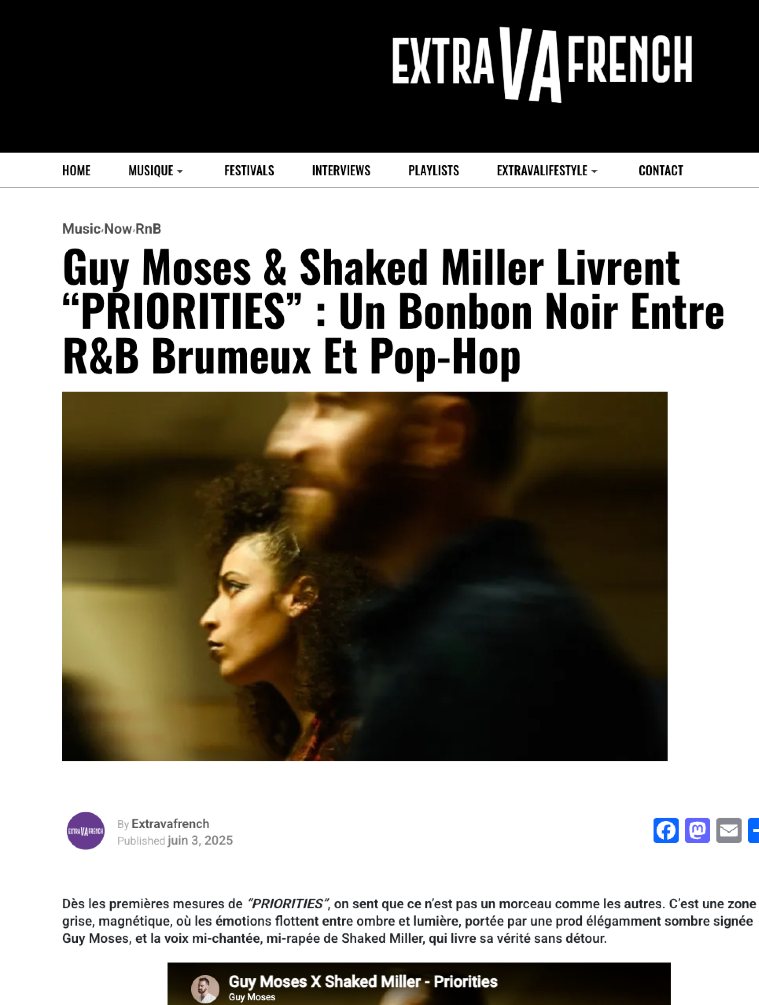 EXTRAVAFRENCH
HOME MUSIQUE FESTIVALS INTERVIEWS PLAYLISTS EXTRAVALIFESTYLE CONTACT
Music·Now·RnB
Guy Moses & Shaked Miller Livrent
“PRIORITIES” : Un Bonbon Noir Entre
R&B Brumeux Et Pop-Hop
EXTRAVAFRENCH
By Extravafrench
Published juin 3, 2025
Dès les premières mesures de “PRIORITIES”, on sent que ce n’est pas un morceau comme les autres. C’est une zone
grise, magnétique, où les émotions flottent entre ombre et lumière, portée par une prod élégamment sombre signée
Guy Moses, et la voix mi-chantée, mi-rapée de Shaked Miller, qui livre sa vérité sans détour.
Guy Moses X Shaked Miller - Priorities
Guy Moses